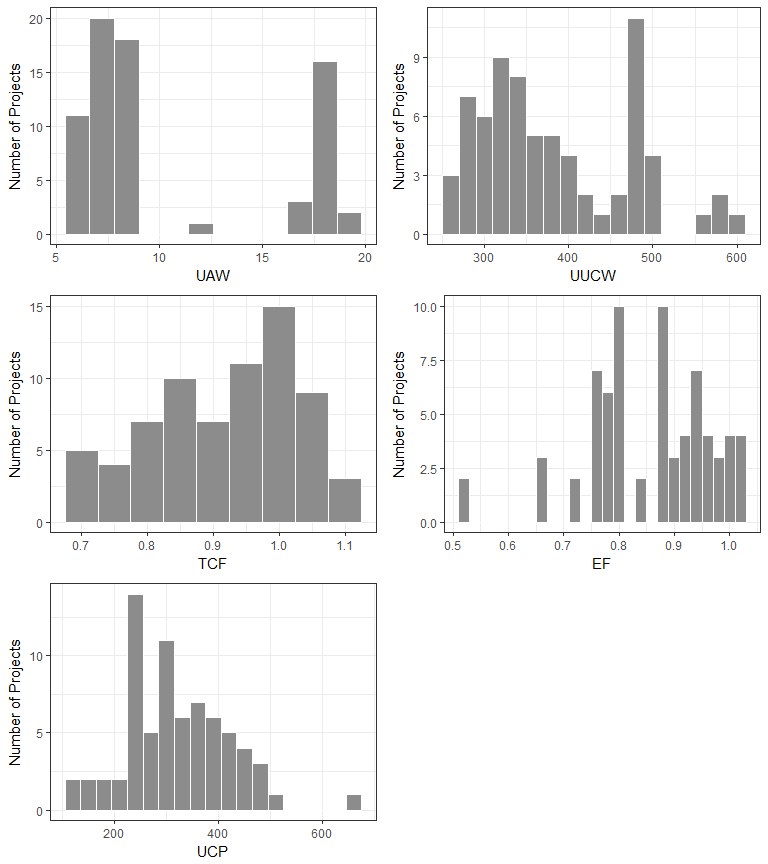 Number of Projects
20
15
10
5
0
5 10 15 20
UAW
Number of Projects
9
6
3
0
300 400 500 600
UUCW
Number of Projects
15
10
5
0
0.7 0.8 0.9 1.0 1.1
TCF
Number of Projects
10.0
7.5
5.0
2.5
0.0
0.5 0.6 0.7 0.8 0.9 1.0
EF
Number of Projects
10
5
0
200 400 600
UCP